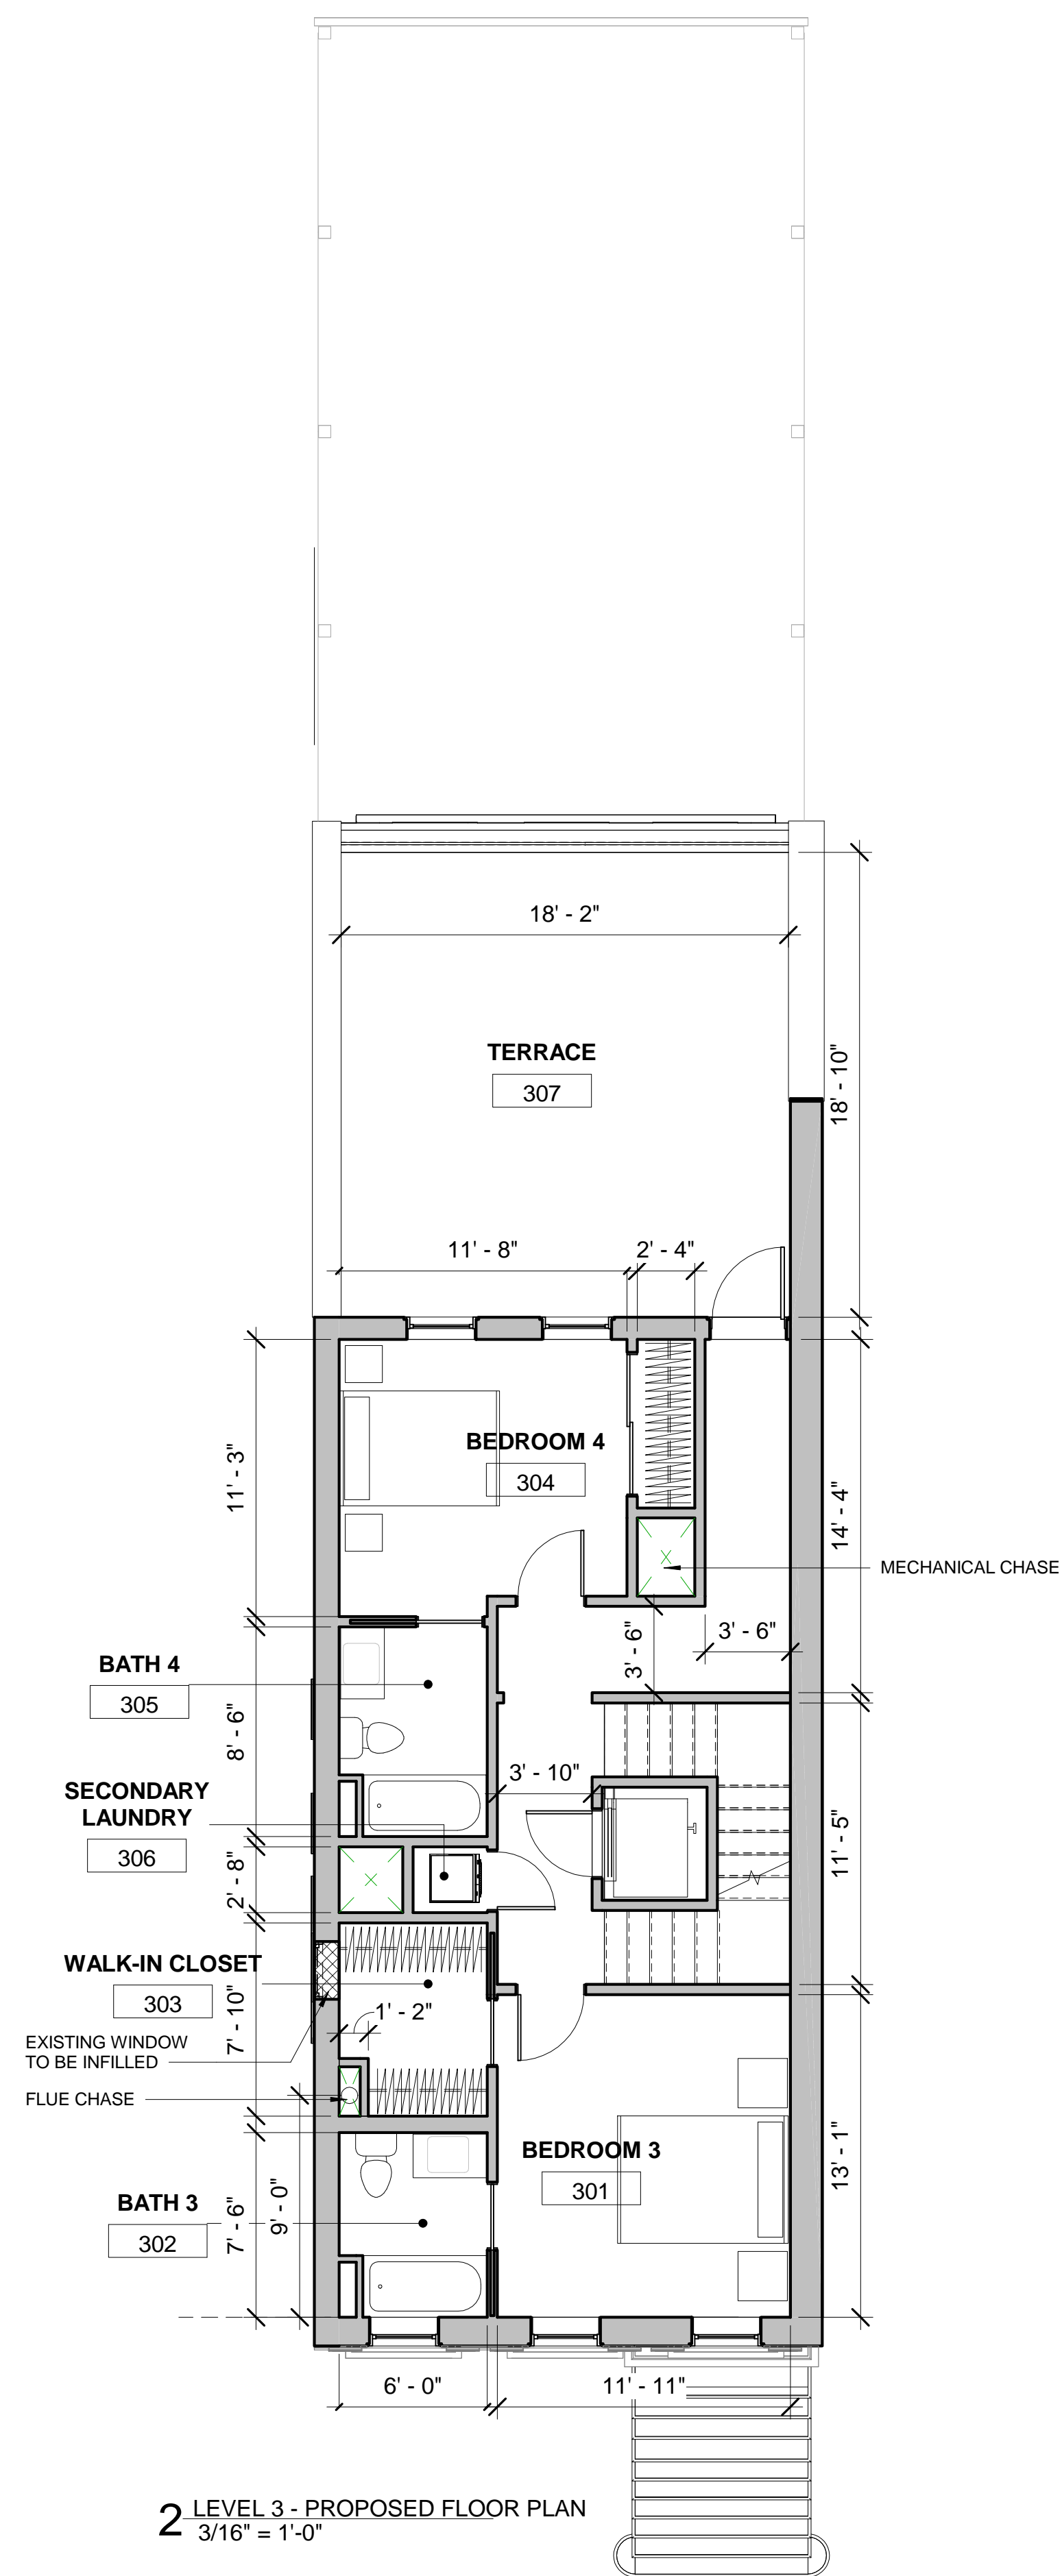 18' - 2"
TERRACE
307
18' - 10"
11' - 8"
2' - 4"
11' - 3"
BEDROOM 4
304
14' - 4"
MECHANICAL CHASE
3' - 6"
3' - 6"
BATH 4
305
8' - 6"
SECONDARY
LAUNDRY
306
3' - 10"
11' - 5"
2' - 8"
WALK-IN CLOSET
303
7' - 10"
1' - 2"
EXISTING WINDOW
TO BE INFILLED
FLUE CHASE
BEDROOM 3
301
13' - 1"
BATH 3
302
7' - 6"
9' - 0"
6' - 0"
11' - 11"
2 LEVEL 3 - PROPOSED FLOOR PLAN
3/16" = 1'-0"